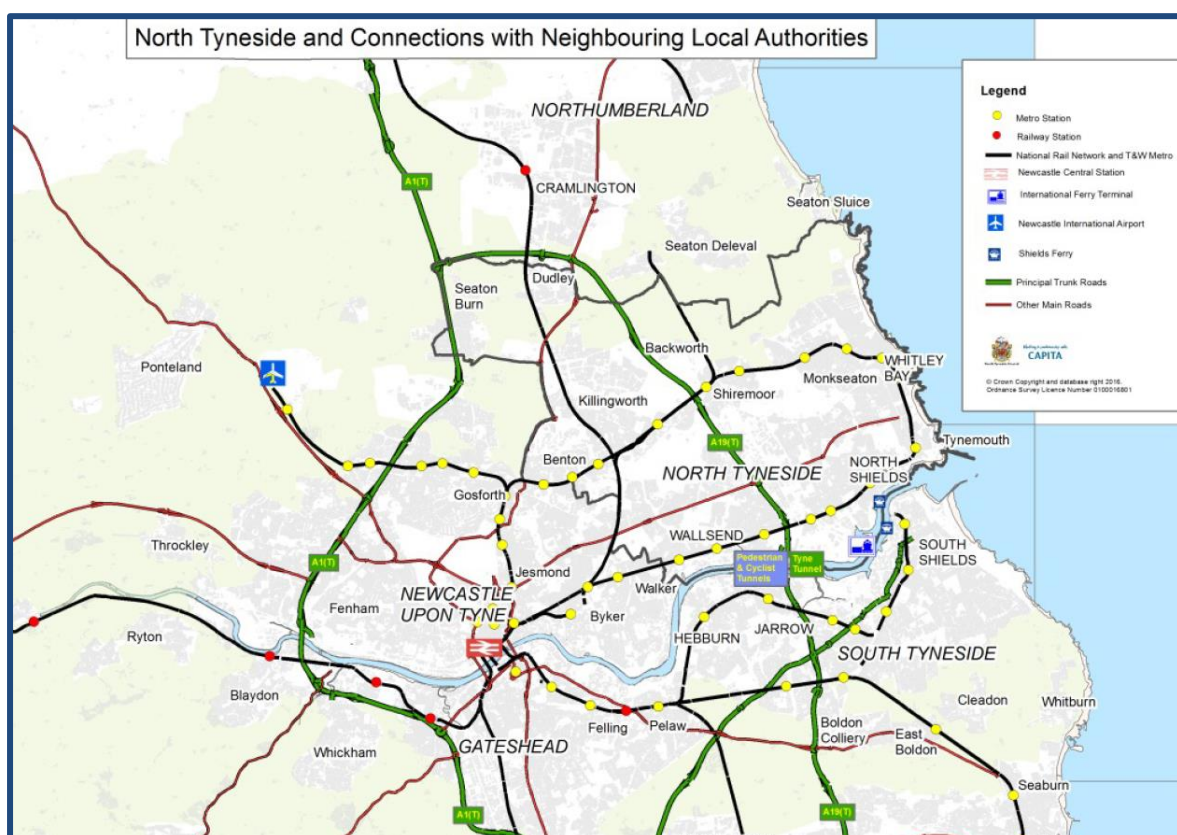 North Tyneside and Connections with Neighbouring Local Authorities
Legend
Metro Station
Railway Station
National Rail Network and T&W Metro
Newcastle Central Station
International Ferry Terminal
Newcastle International Airport
Shields Ferry
Principal Trunk Roads
Other Main Roads
CAPITA
© Crown Copyright and database right 2016.
Ordnance Survey Licence Number 0100016801
NORTHUMBERLAND
A1(T)
CRAMLINGTON
Seaton Sluice
Seaton Deleval
Dudley
Seaton
Burn
Backworth
Ponteland
WHITLEY
BAY
Monkseaton
Shiremoor
Killingworth
A19(T)
Tynemouth
Benton
NORTH TYNESIDE
NORTH
SHIELDS
Gosforth
Throckley
WALLSEND
A1(T)
Jesmond
Pedestrian
& Cyclist
Tunnels
Tyne
Tunnel
SOUTH
SHIELDS
Fenham
NEWCASTLE
UPON TYNE
Walker
Byker
Ryton
HEBBURN
JARROW
SOUTH TYNESIDE
Blaydon
Cleadon
Whitburn
Felling
Pelaw
Boldon
Colliery
East
Boldon
Whickham
GATESHEAD
Seaburn
A1(T)
A19(T)